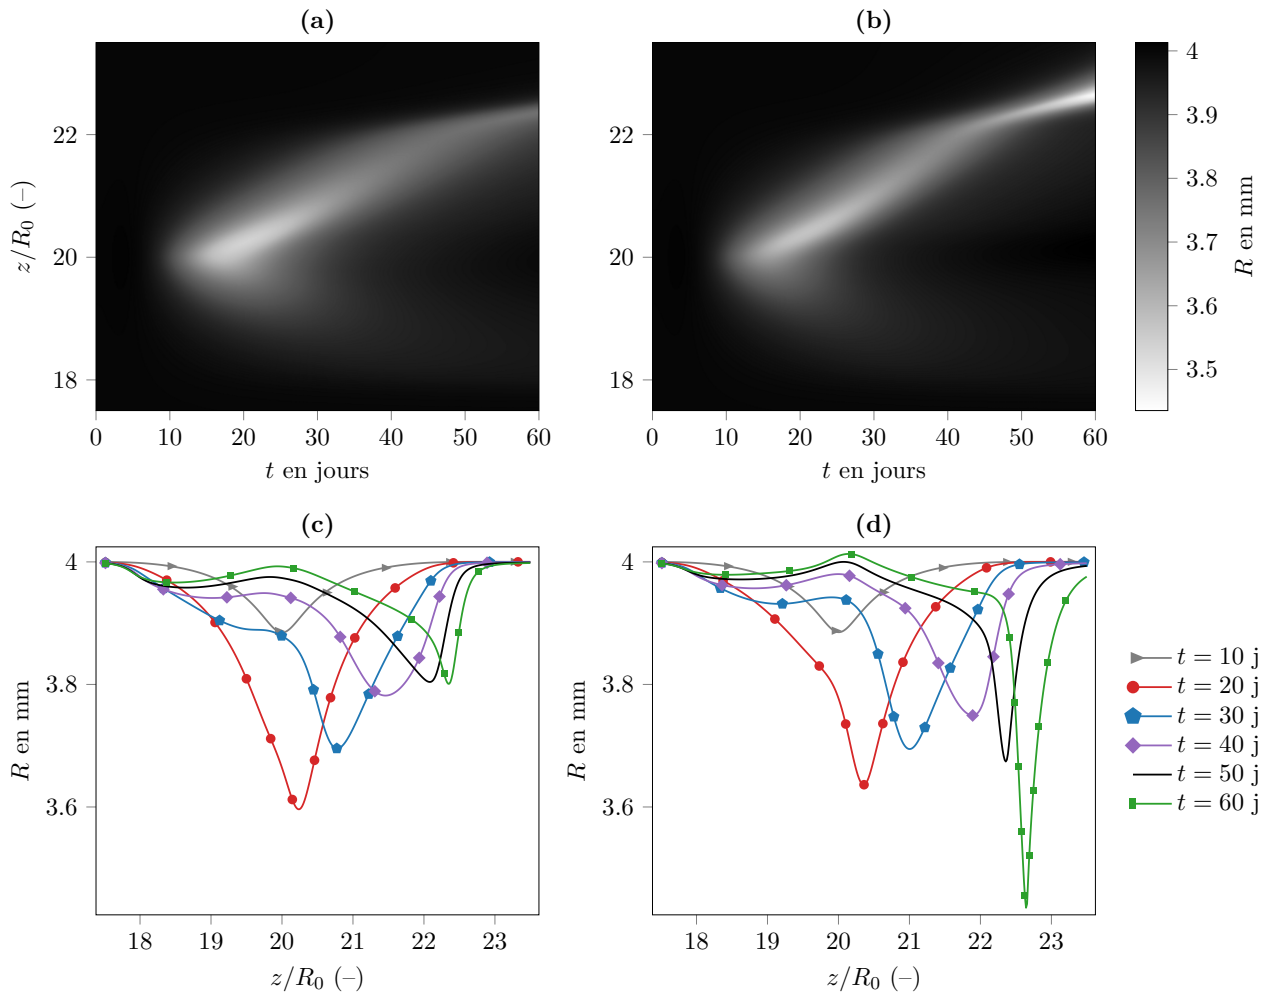 (a)
(b)
z/R₀ (–)
22
20
18
0 10 20 30 40 50 60
t en jours
22
20
18
0 10 20 30 40 50 60
t en jours
4
3.9
3.8
3.7
3.6
3.5
R en mm
(c)
(d)
R en mm
4
3.8
3.6
18 19 20 21 22 23
z/R₀ (–)
R en mm
4
3.8
3.6
18 19 20 21 22 23
z/R₀ (–)
t = 10 j
t = 20 j
t = 30 j
t = 40 j
t = 50 j
t = 60 j